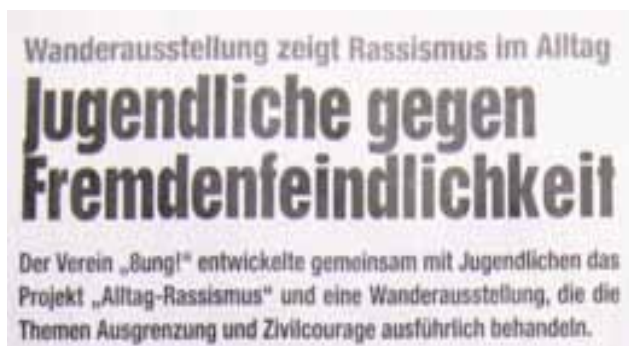 Wanderausstellung zeigt Rassismus im Alltag
Jugendliche gegen
Fremdenfeindlichkeit
Der Verein „8ung!“ entwickelte gemeinsam mit Jugendlichen das
Projekt „Alltag-Rassismus“ und eine Wanderausstellung, die die
Themen Ausgrenzung und Zivilcourage ausführlich behandeln.